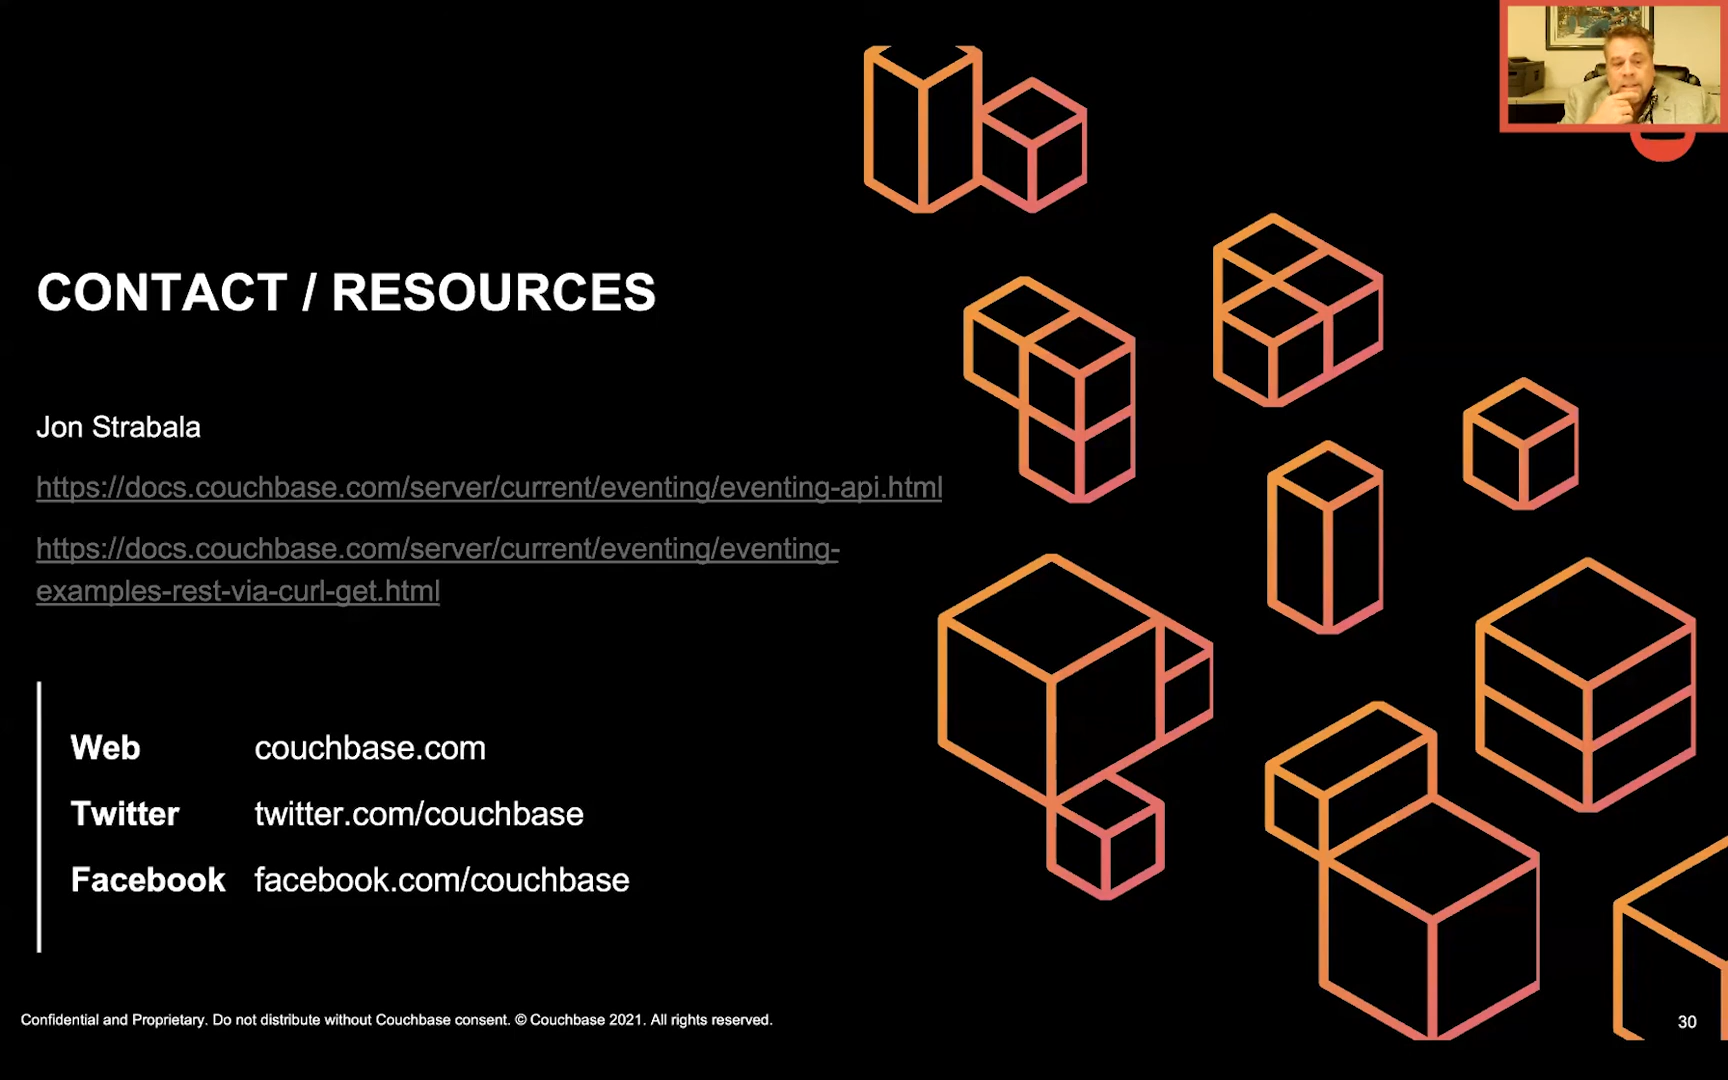 CONTACT / RESOURCES
Jon Strabala
https://docs.couchbase.com/server/current/eventing/eventing-api.html
https://docs.couchbase.com/server/current/eventing/eventing-
examples-rest-via-curl-get.html
Web couchbase.com
Twitter twitter.com/couchbase
Facebook facebook.com/couchbase
Confidential and Proprietary. Do not distribute without Couchbase consent. © Couchbase 2021. All rights reserved.
30